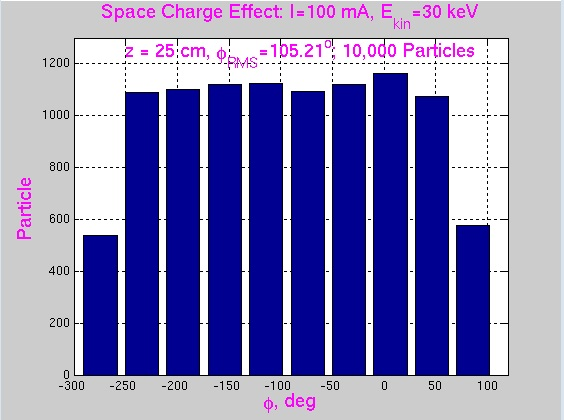 Space Charge Effect: I=100 mA, E_kin=30 keV
z = 25 cm, ϕ_RMS=105.21°, 10,000 Particles
1200
1000
800
600
400
200
0
Particle
-300 -250 -200 -150 -100 -50 0 50 100
ϕ, deg